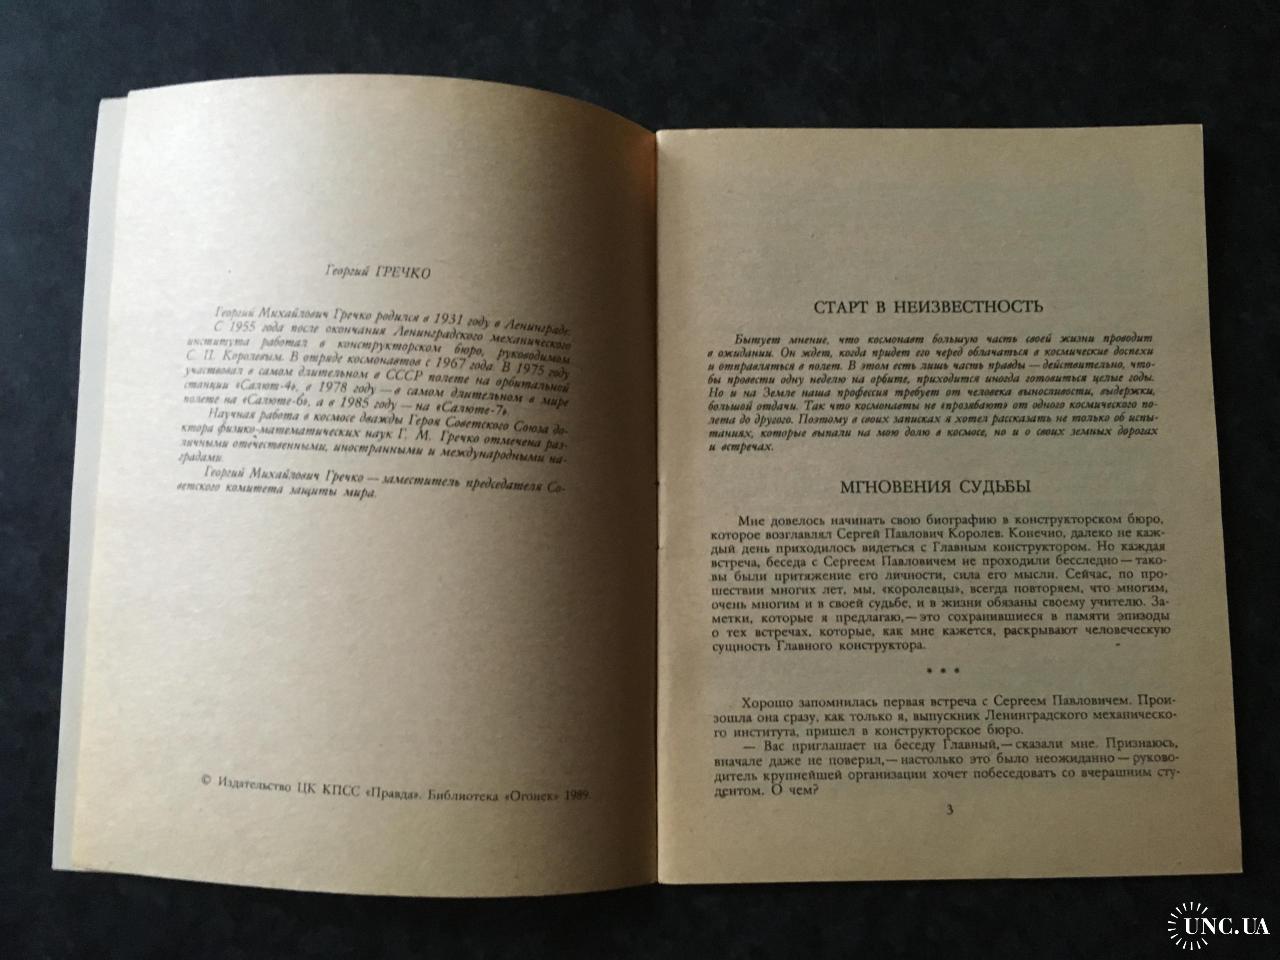 Георгий ГРЕЧКО
Георгий Михайлович Гречко родился в 1931 году в Ленинграде.
С 1955 года после окончания Ленинградского механического
института работал в конструкторском бюро, руководимом
С. П. Королевым. В отряде космонавтов с 1967 года. В 1975 году
участвовал в самом длительном в СССР полете на орбитальной
станции «Салют-4», в 1978 году — в самом длительном в мире
полете на «Салюте-6», а в 1985 году — на «Салюте-7».
Научная работа в космосе дважды Героя Советского Союза до-
ктора физико-математических наук Г. М. Гречко отмечена раз-
личными отечественными, иностранными и международными на-
градами.
Георгий Михайлович Гречко — заместитель председателя Со-
ветского комитета защиты мира.
© Издательство ЦК КПСС «Правда». Библиотека «Огонек» 1989.
СТАРТ В НЕИЗВЕСТНОСТЬ
Бытует мнение, что космонавт большую часть своей жизни проводит
в ожидании. Он ждет, когда придет его черед облачаться в космические доспехи
и отправляться в полет. В этом есть лишь часть правды — действительно, что-
бы провести одну неделю на орбите, приходится иногда готовиться целые годы.
Но и на Земле наша профессия требует от человека выносливости, выдержки,
большой отдачи. Так что космонавты не «прозябают» от одного космического по-
лета до другого. Поэтому в своих записках я хотел рассказать не только об испы-
таниях, которые выпали на мою долю в космосе, но и о своих земных дорогах
и встречах.
МГНОВЕНИЯ СУДЬБЫ
Мне довелось начинать свою биографию в конструкторском бюро,
которое возглавлял Сергей Павлович Королев. Конечно, далеко не каж-
дый день приходилось видеться с Главным конструктором. Но каждая
встреча, беседа с Сергеем Павловичем не проходили бесследно — тако-
вы были притяжение его личности, сила его мысли. Сейчас, по про-
шествии многих лет, мы, «королевцы», всегда повторяем, что многим,
очень многим и в своей судьбе, и в жизни обязаны своему учителю. За-
метки, которые я предлагаю,— это сохранившиеся в памяти эпизоды
о тех встречах, которые, как мне кажется, раскрывают человеческую
сущность Главного конструктора.
* * *
Хорошо запомнилась первая встреча с Сергеем Павловичем. Прои-
зошла она сразу, как только я, выпускник Ленинградского механическо-
го института, пришел в конструкторское бюро.
— Вас приглашает на беседу Главный,— сказали мне. Признаюсь,
вначале даже не поверил,— настолько это было неожиданно — руково-
дитель крупнейшей организации хочет побеседовать со вчерашним сту-
дентом. О чем?
3
UNC.UA